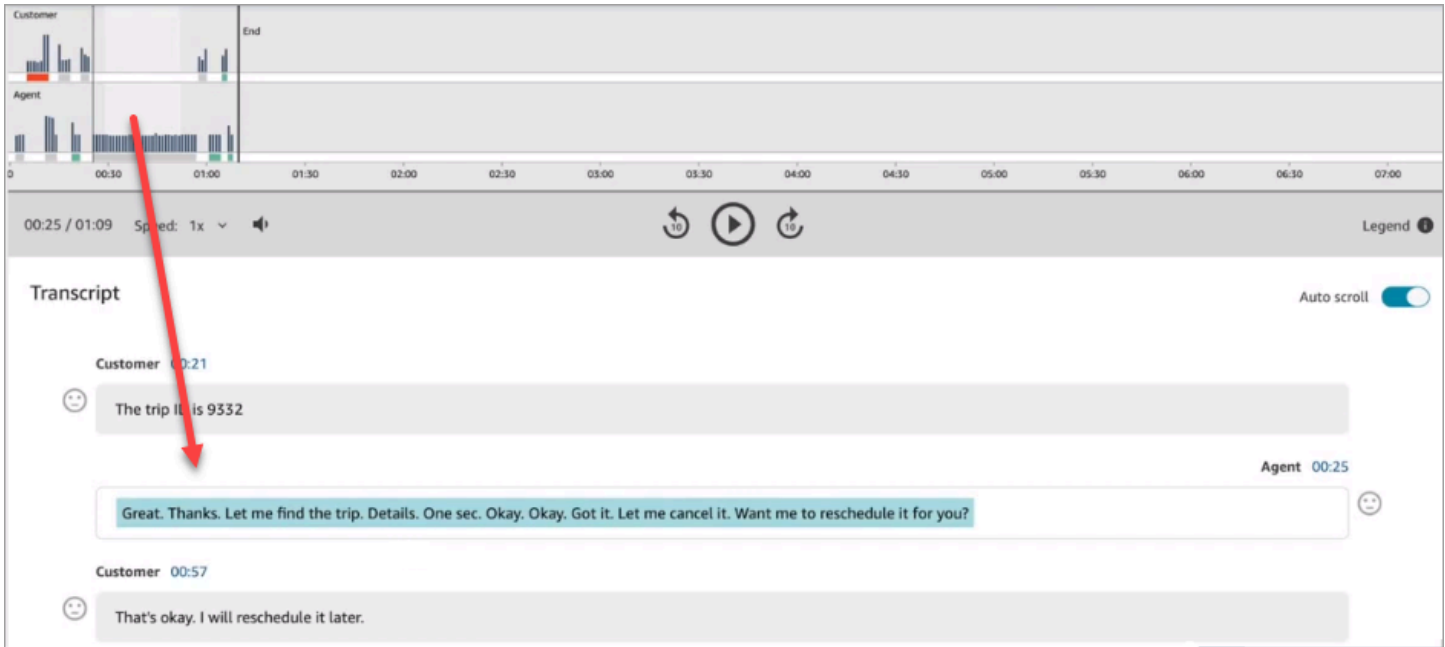 Customer
End
Agent
0 00:30 01:00 01:30 02:00 02:30 03:00 03:30 04:00 04:30 05:00 05:30 06:00 06:30 07:00
00:25 / 01:09 Speed: 1x 10 10 Legend
Transcript
Auto scroll
Customer 00:21
The trip ID is 9332
Agent 00:25
Great. Thanks. Let me find the trip. Details. One sec. Okay. Okay. Got it. Let me cancel it. Want me to reschedule it for you?
Customer 00:57
That's okay. I will reschedule it later.